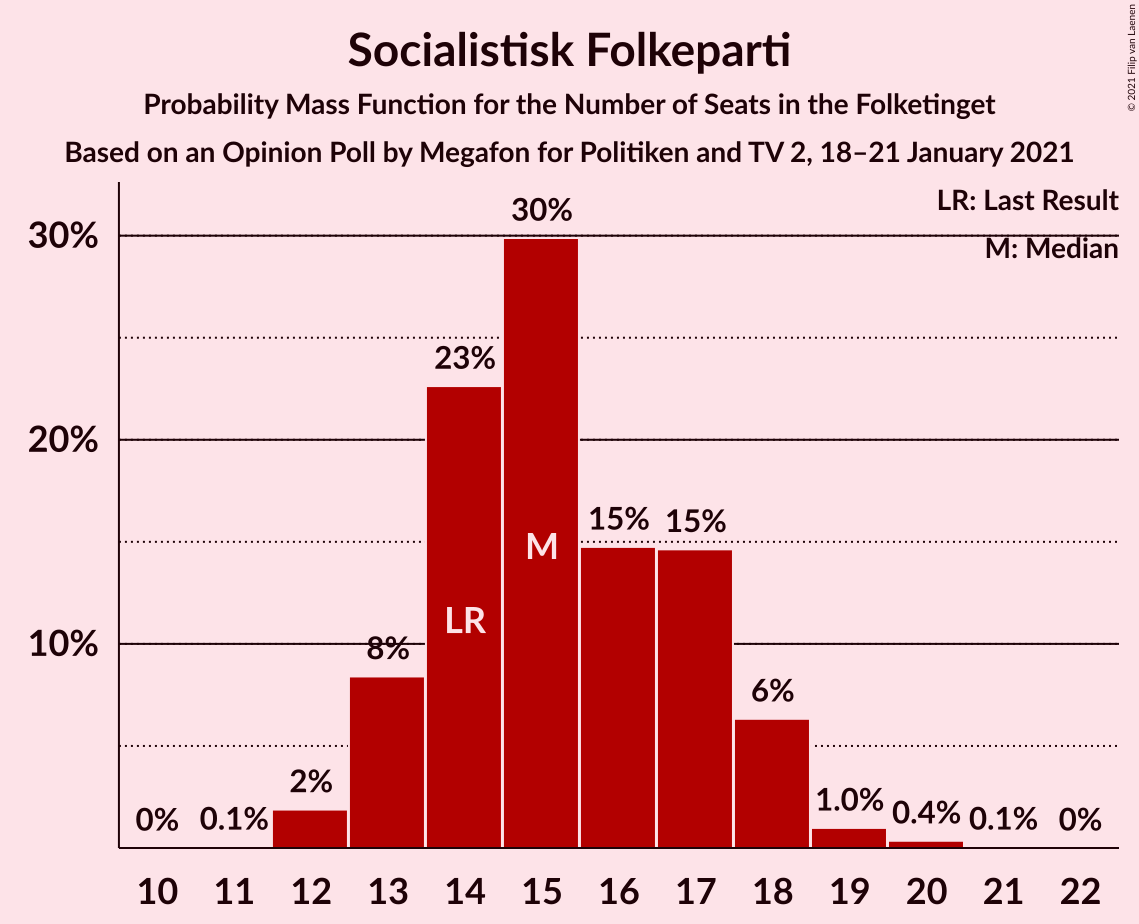 Socialistisk Folkeparti
Probability Mass Function for the Number of Seats in the Folketinget
Based on an Opinion Poll by Megafon for Politiken and TV 2, 18–21 January 2021
© 2021 Filip van Laenen
LR: Last Result
M: Median
30%
20%
10%
0%
0.1%
2%
8%
23%
30%
15%
15%
6%
1.0%
0.4%
0.1%
0%
LR
M
10 11 12 13 14 15 16 17 18 19 20 21 22